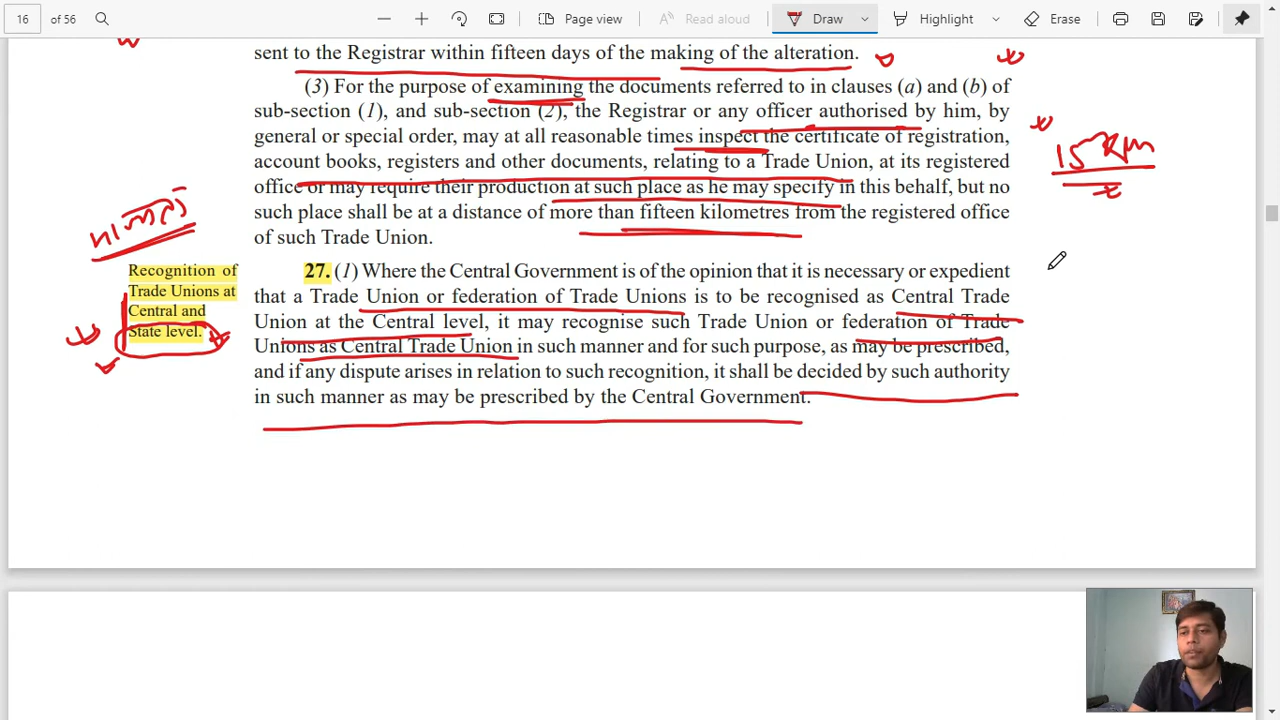 16 of 56
Page view
Read aloud
Draw
Highlight
Erase
sent to the Registrar within fifteen days of the making of the alteration.
(3) For the purpose of examining the documents referred to in clauses (a) and (b) of
sub-section (1), and sub-section (2), the Registrar or any officer authorised by him, by
general or special order, may at all reasonable times inspect the certificate of registration,
account books, registers and other documents, relating to a Trade Union, at its registered
office or may require their production at such place as he may specify in this behalf, but no
such place shall be at a distance of more than fifteen kilometres from the registered office
of such Trade Union.
15 Km
Recognition of
Trade Unions at
Central and
State level.
27. (1) Where the Central Government is of the opinion that it is necessary or expedient
that a Trade Union or federation of Trade Unions is to be recognised as Central Trade
Union at the Central level, it may recognise such Trade Union or federation of Trade
Unions as Central Trade Union in such manner and for such purpose, as may be prescribed,
and if any dispute arises in relation to such recognition, it shall be decided by such authority
in such manner as may be prescribed by the Central Government.